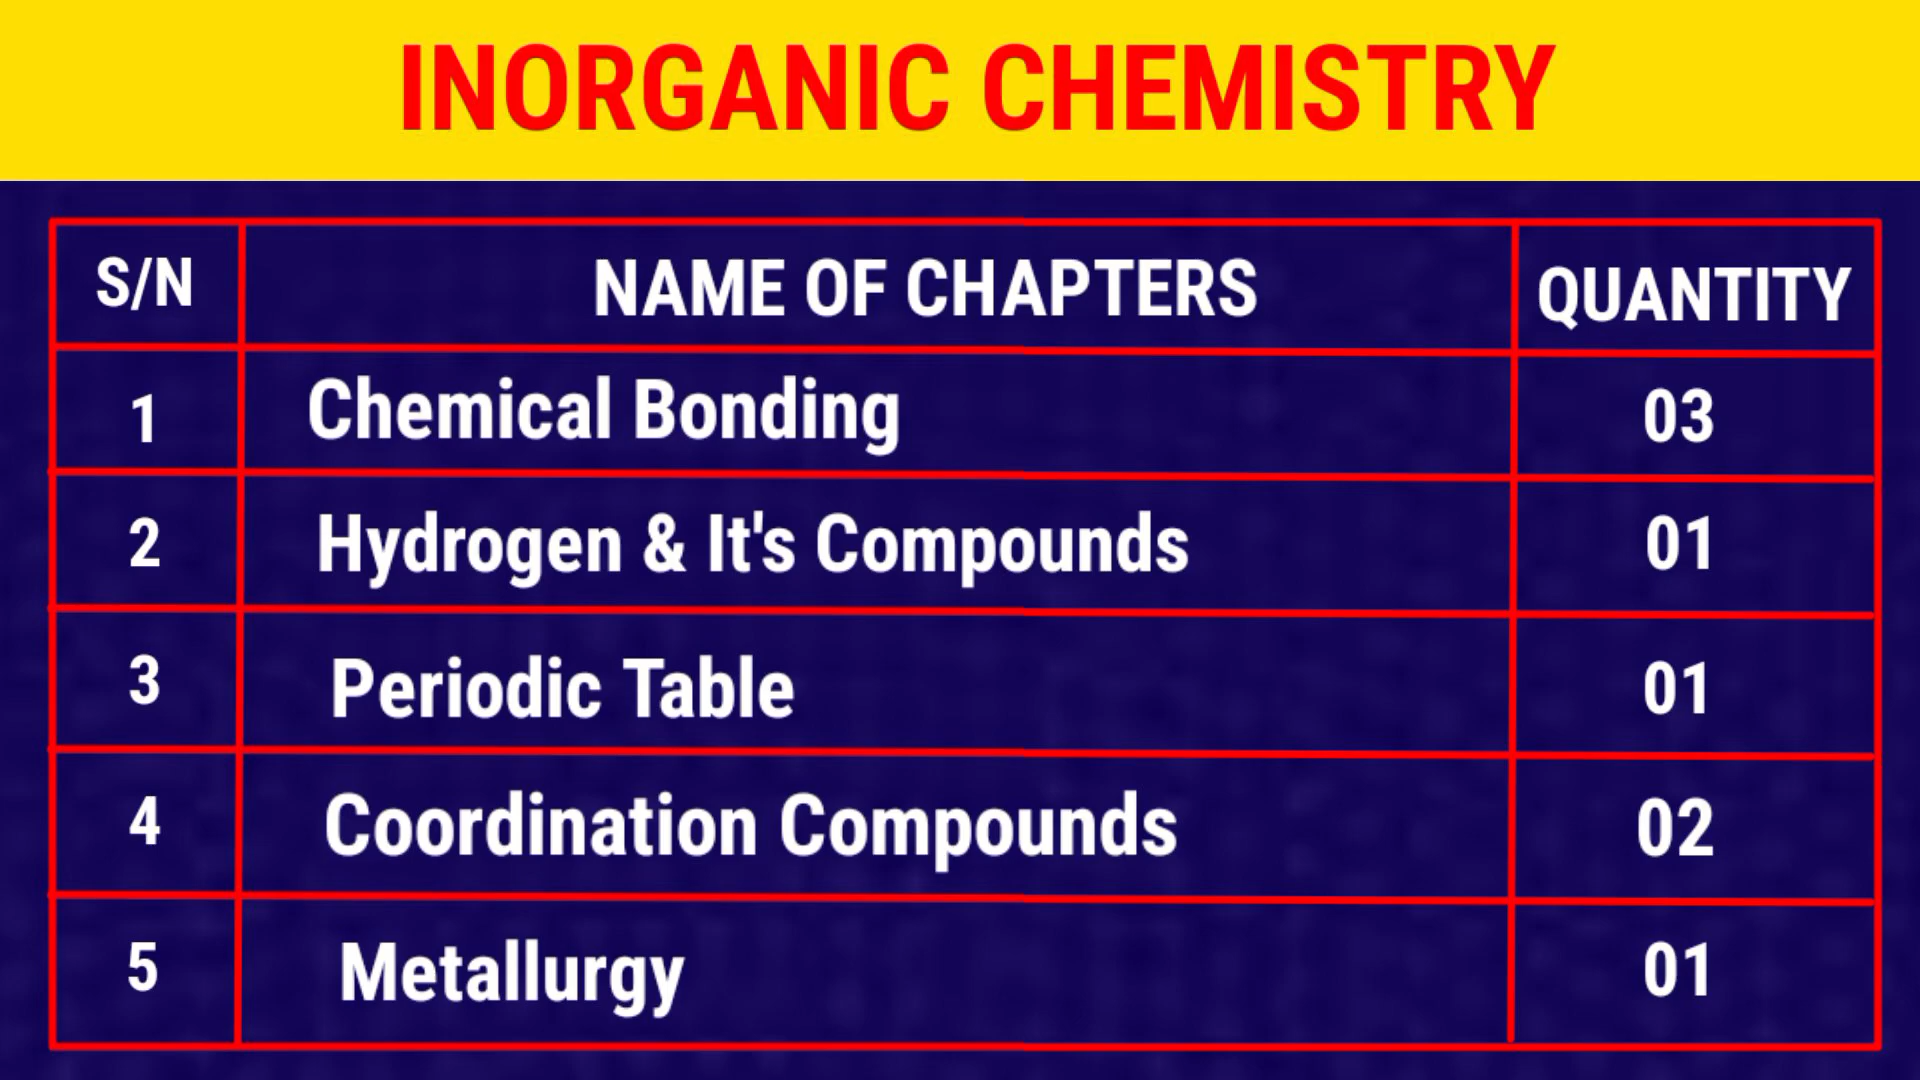 INORGANIC CHEMISTRY
S/N NAME OF CHAPTERS QUANTITY
1 Chemical Bonding 03
2 Hydrogen & It's Compounds 01
3 Periodic Table 01
4 Coordination Compounds 02
5 Metallurgy 01